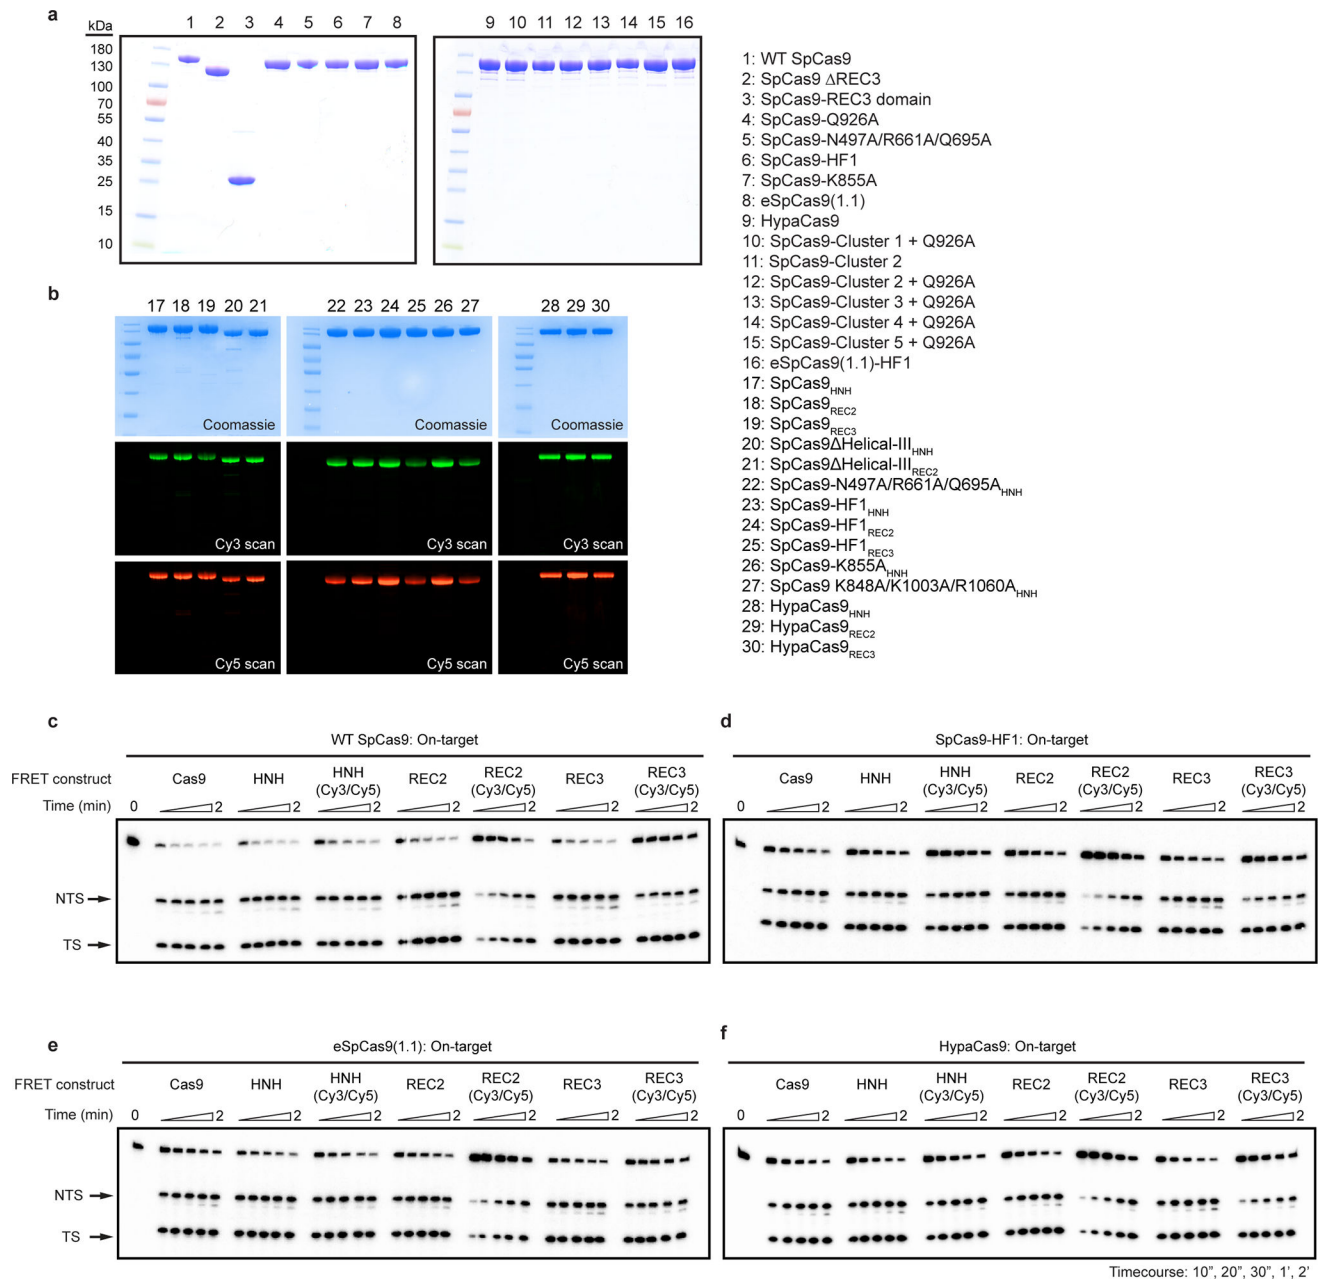 a
kDa
1 2 3 4 5 6 7 8
9 10 11 12 13 14 15 16
180
130
100
70
55
40
35
25
15
10
1: WT SpCas9
2: SpCas9 ΔREC3
3: SpCas9-REC3 domain
4: SpCas9-Q926A
5: SpCas9-N497A/R661A/Q695A
6: SpCas9-HF1
7: SpCas9-K855A
8: eSpCas9(1.1)
9: HypaCas9
10: SpCas9-Cluster 1 + Q926A
11: SpCas9-Cluster 2
12: SpCas9-Cluster 2 + Q926A
13: SpCas9-Cluster 3 + Q926A
14: SpCas9-Cluster 4 + Q926A
15: SpCas9-Cluster 5 + Q926A
16: eSpCas9(1.1)-HF1
17: SpCas9HNH
18: SpCas9REC2
19: SpCas9REC3
20: SpCas9ΔHelical-IIIHNH
21: SpCas9ΔHelical-IIIREC2
22: SpCas9-N497A/R661A/Q695AHNH
23: SpCas9-HF1HNH
24: SpCas9-HF1REC2
25: SpCas9-HF1REC3
26: SpCas9-K855AHNH
27: SpCas9 K848A/K1003A/R1060AHNH
28: HypaCas9HNH
29: HypaCas9REC2
30: HypaCas9REC3
b
17 18 19 20 21
22 23 24 25 26 27
28 29 30
Coomassie
Coomassie
Coomassie
Cy3 scan
Cy3 scan
Cy3 scan
Cy5 scan
Cy5 scan
Cy5 scan
c
WT SpCas9: On-target
FRET construct
Cas9 HNH HNH (Cy3/Cy5) REC2 REC2 (Cy3/Cy5) REC3 REC3 (Cy3/Cy5)
Time (min) 0 2 2 2 2 2 2 2
NTS
TS
d
SpCas9-HF1: On-target
Cas9 HNH HNH (Cy3/Cy5) REC2 REC2 (Cy3/Cy5) REC3 REC3 (Cy3/Cy5)
0 2 2 2 2 2 2 2
e
eSpCas9(1.1): On-target
FRET construct
Cas9 HNH HNH (Cy3/Cy5) REC2 REC2 (Cy3/Cy5) REC3 REC3 (Cy3/Cy5)
Time (min) 0 2 2 2 2 2 2 2
NTS
TS
f
HypaCas9: On-target
Cas9 HNH HNH (Cy3/Cy5) REC2 REC2 (Cy3/Cy5) REC3 REC3 (Cy3/Cy5)
0 2 2 2 2 2 2 2
Timecourse: 10”, 20”, 30”, 1’, 2’